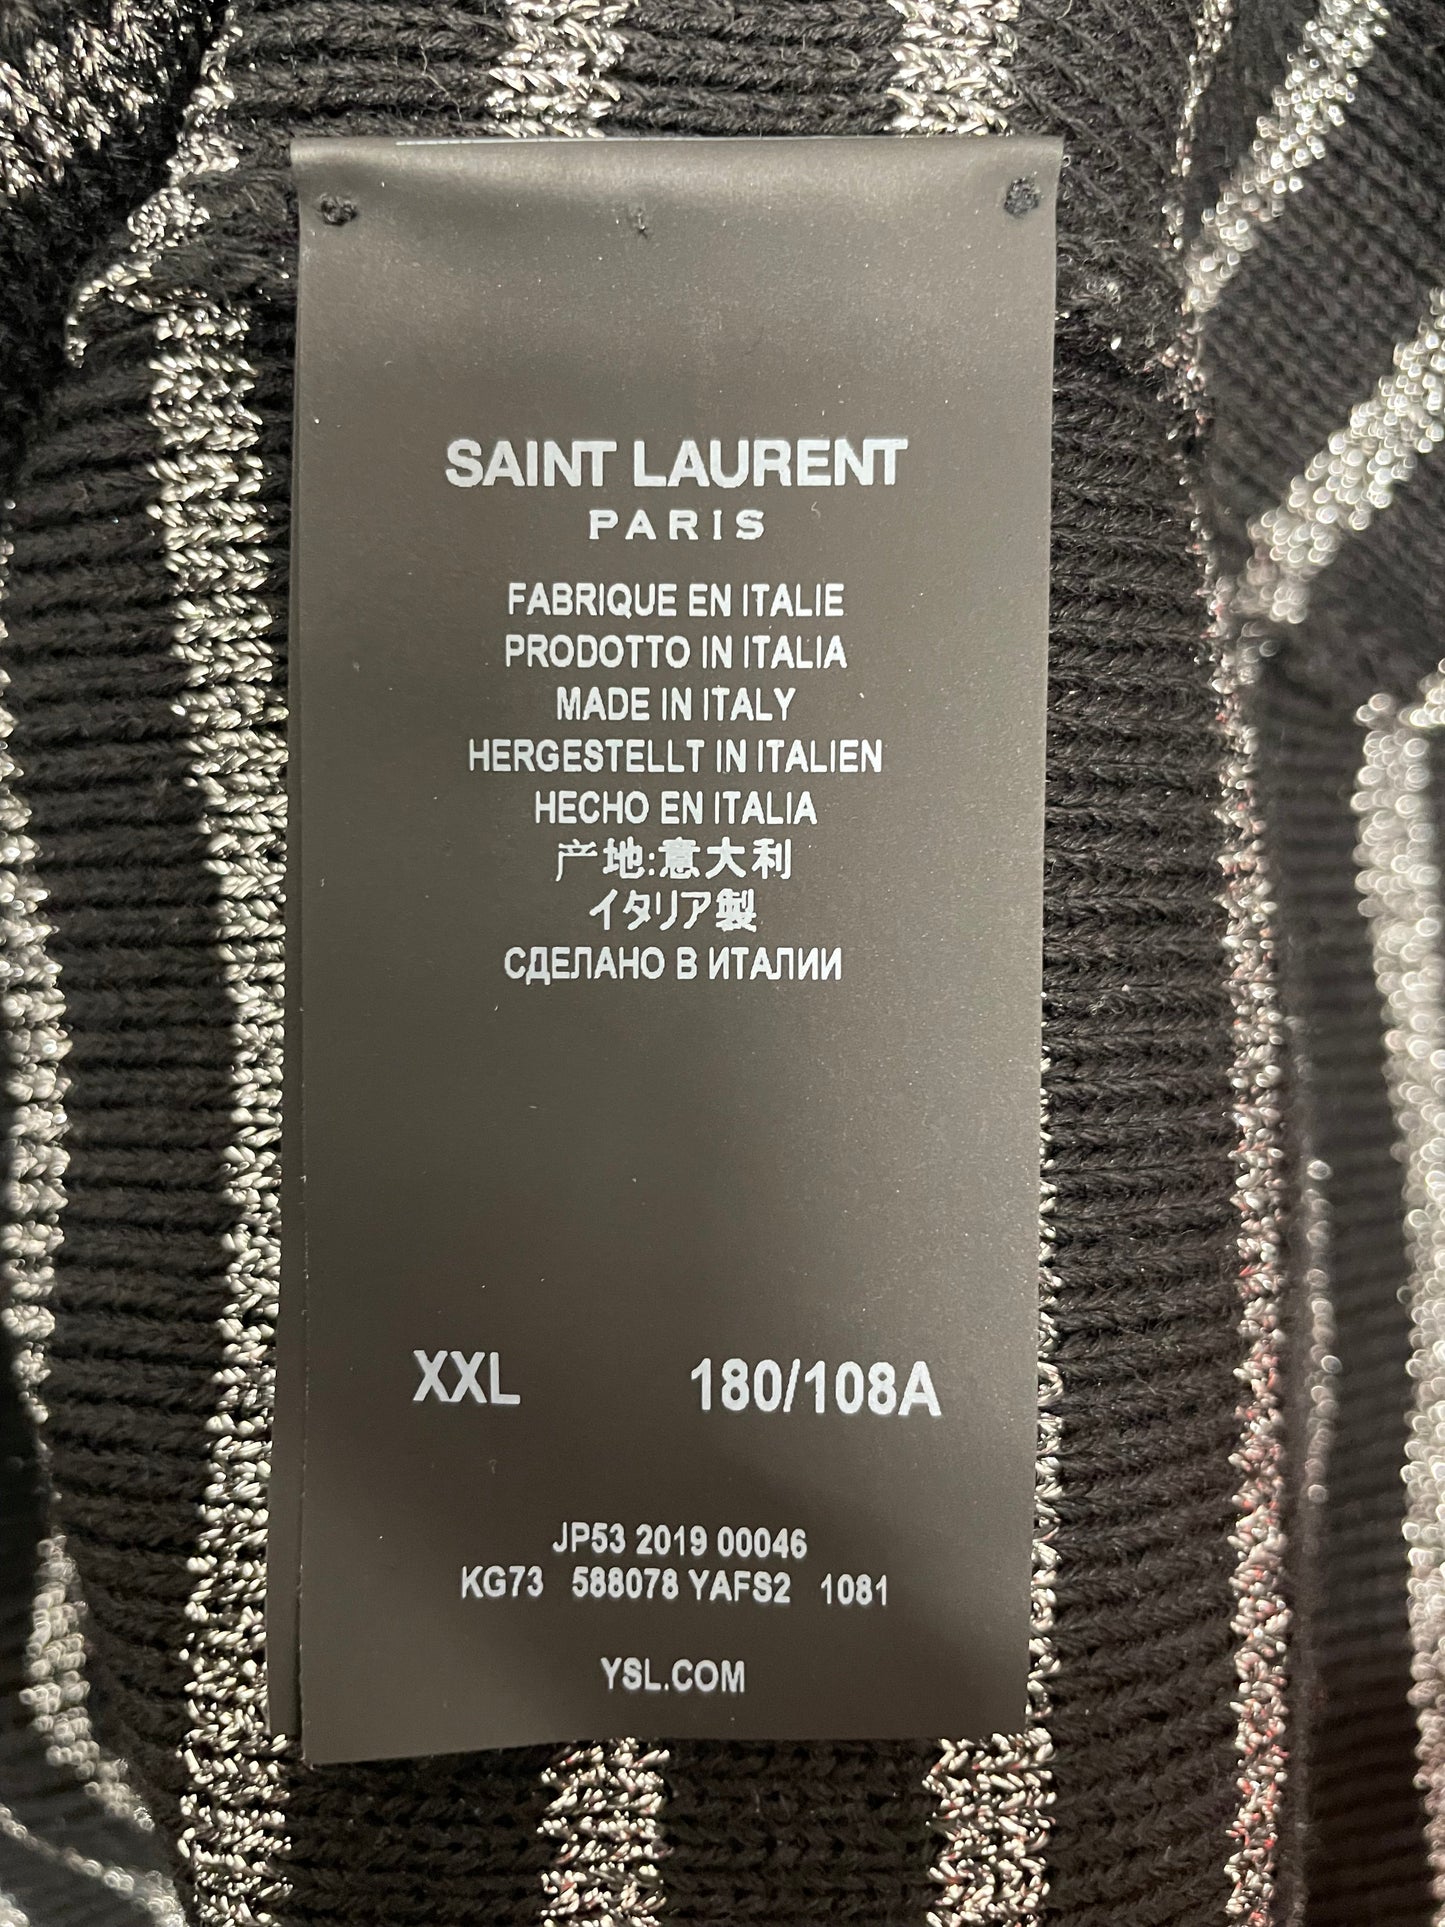 SAINT LAURENT
PARIS
FABRIQUE EN ITALIE
PRODOTTO IN ITALIA
MADE IN ITALY
HERGESTELLT IN ITALIEN
HECHO EN ITALIA
产地:意大利
イタリア製
СДЕЛАНО В ИТАЛИИ
XXL 180/108A
JP53 2019 00046
KG73 588078 YAFS2 1081
YSL.COM